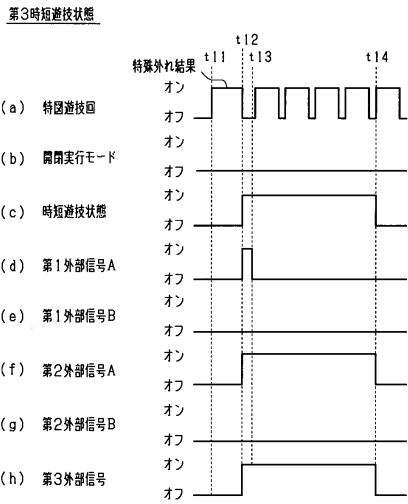 第3時短遊技状態
t12
t11
t14
特殊外れ結果
t13
オン
(a) 特図遊技回
オフ
オン
(b) 開閉実行モード
オフ
オン
(c) 時短遊技状態
オフ
オン
(d) 第1外部信号A
オフ
オン
(e) 第1外部信号B
オフ
オン
(f) 第2外部信号A
オフ
オン
(g) 第2外部信号B
オフ
オン
(h) 第3外部信号
オフ